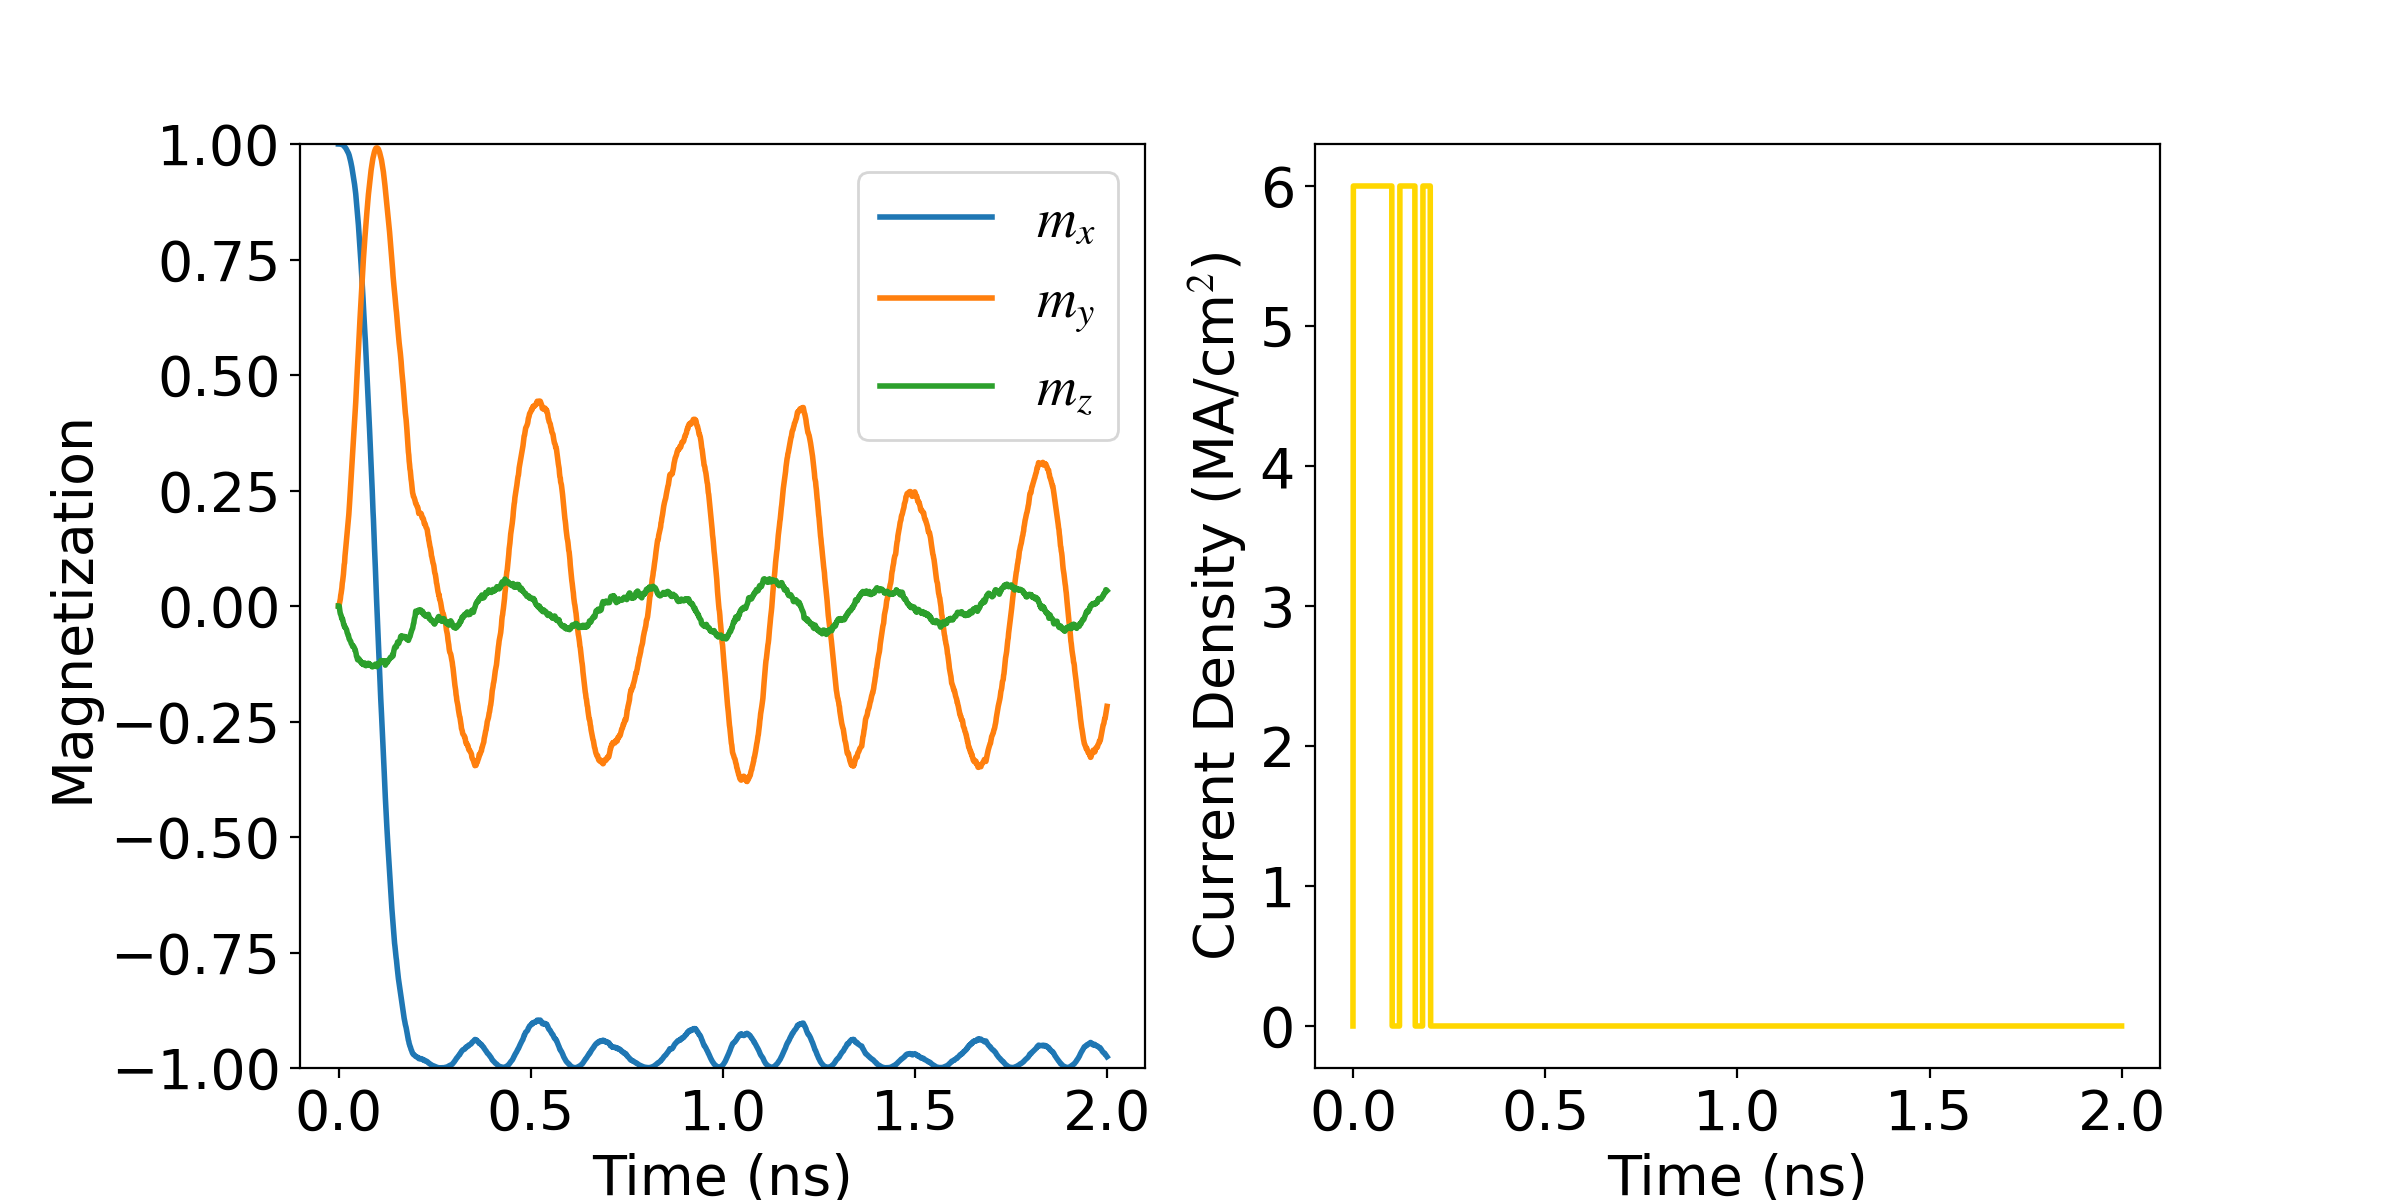 Magnetization
1.00
0.75
0.50
0.25
0.00
−0.25
−0.50
−0.75
−1.00
0.0 0.5 1.0 1.5 2.0
Time (ns)
m_x
m_y
m_z
Current Density (MA/cm²)
6
5
4
3
2
1
0
0.0 0.5 1.0 1.5 2.0
Time (ns)